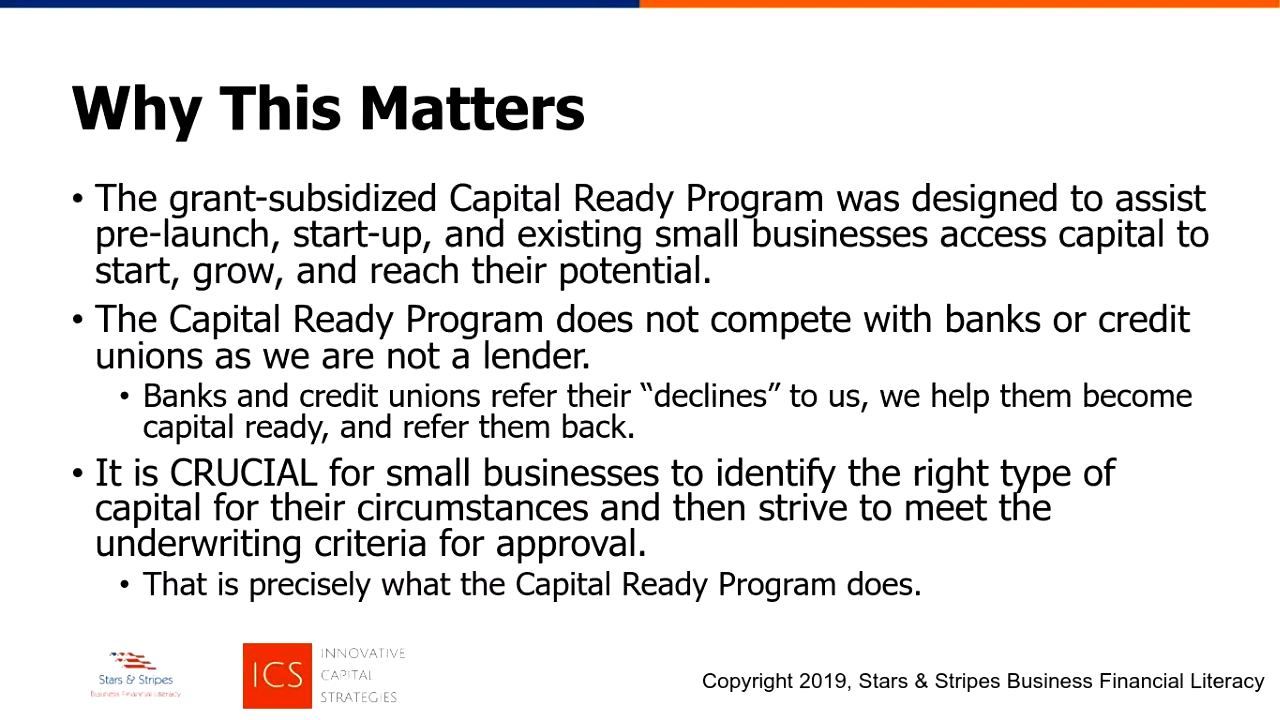 Why This Matters
• The grant-subsidized Capital Ready Program was designed to assist
pre-launch, start-up, and existing small businesses access capital to
start, grow, and reach their potential.
• The Capital Ready Program does not compete with banks or credit
unions as we are not a lender.
• Banks and credit unions refer their “declines” to us, we help them become
capital ready, and refer them back.
• It is CRUCIAL for small businesses to identify the right type of
capital for their circumstances and then strive to meet the
underwriting criteria for approval.
• That is precisely what the Capital Ready Program does.
Stars & Stripes
Business Financial Literacy
ICS
INNOVATIVE
CAPITAL
STRATEGIES
Copyright 2019, Stars & Stripes Business Financial Literacy